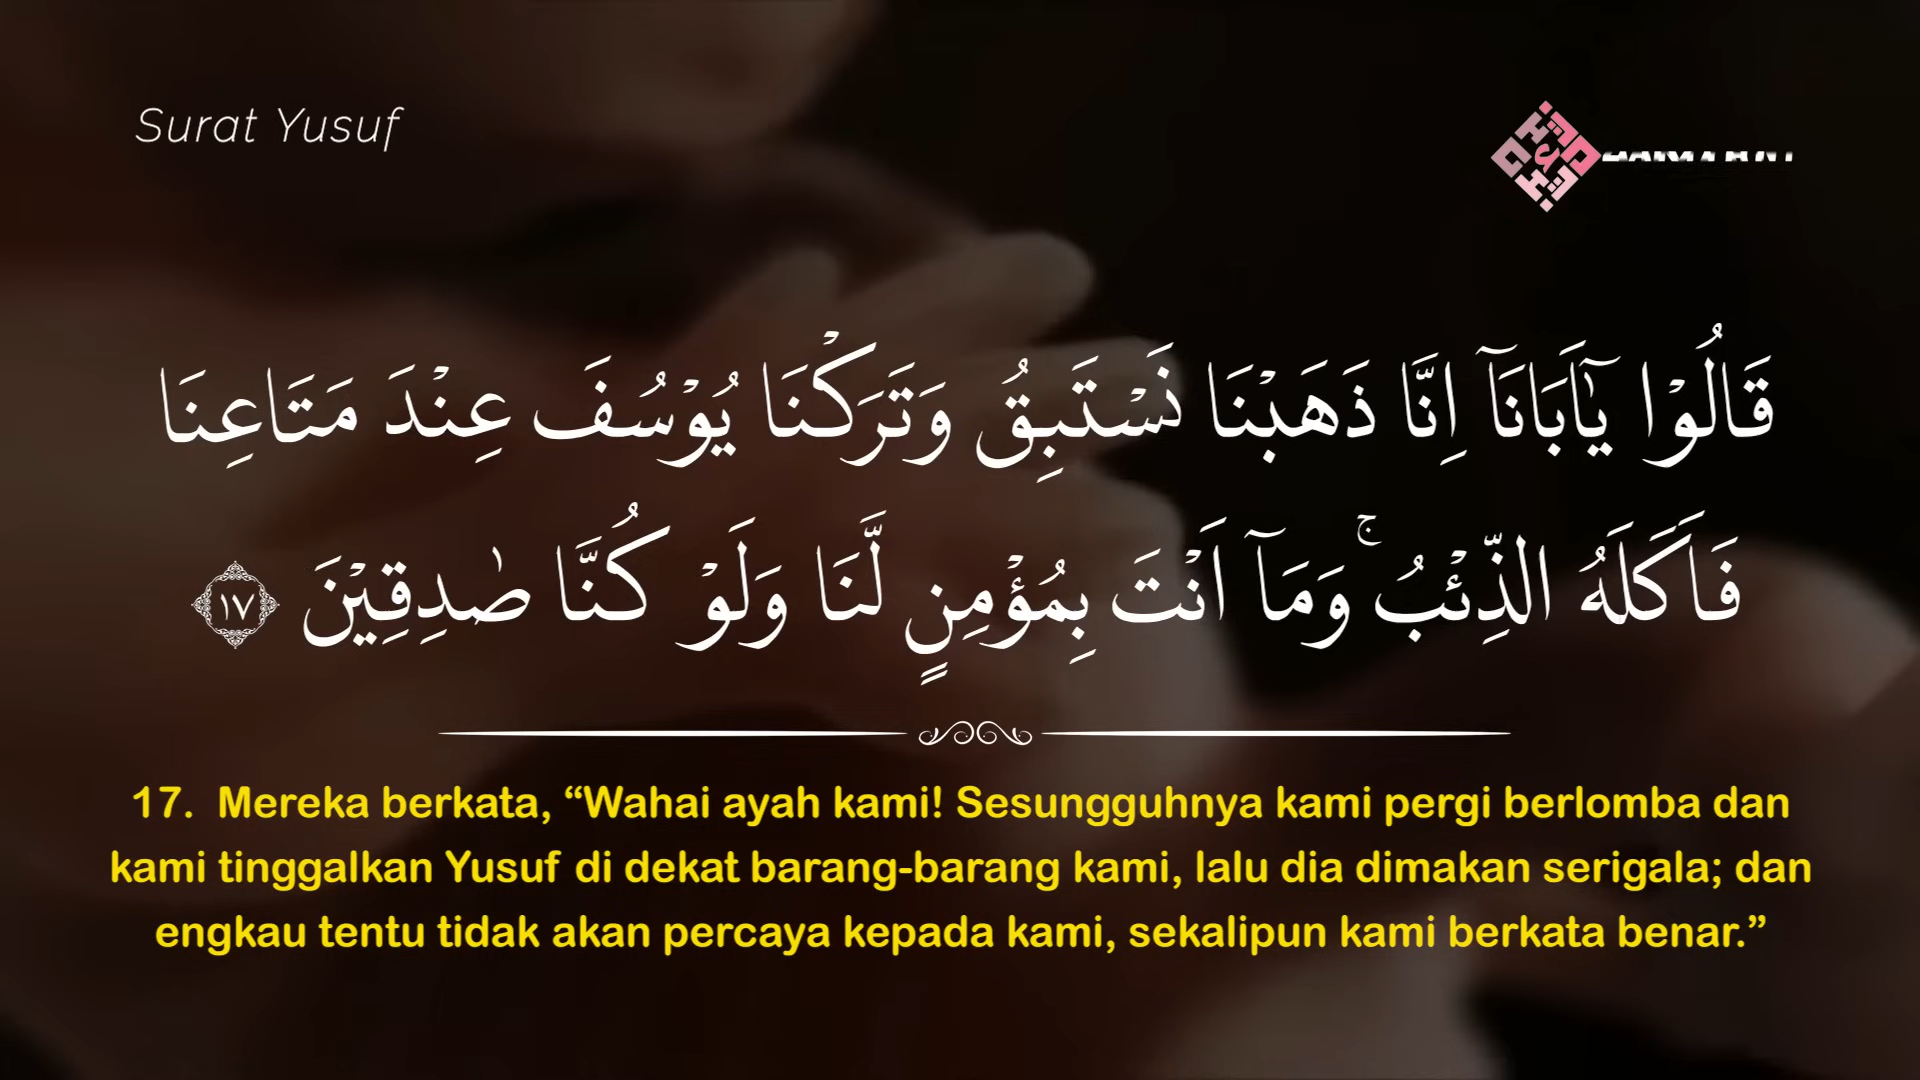 Surat Yusuf
قَالُوْا يٰٓاَبَانَآ اِنَّا ذَهَبْنَا نَسْتَبِقُ وَتَرَكْنَا يُوْسُفَ عِنْدَ مَتَاعِنَا
فَاَكَلَهُ الذِّئْبُۚ وَمَآ اَنْتَ بِمُؤْمِنٍ لَّنَا وَلَوْ كُنَّا صٰدِقِيْنَ ١٧
17. Mereka berkata, “Wahai ayah kami! Sesungguhnya kami pergi berlomba dan
kami tinggalkan Yusuf di dekat barang-barang kami, lalu dia dimakan serigala; dan
engkau tentu tidak akan percaya kepada kami, sekalipun kami berkata benar.”